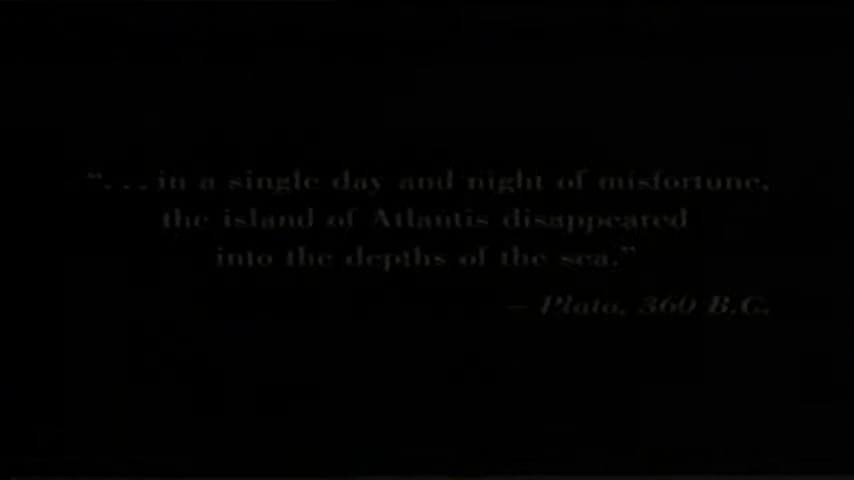 “. . . in a single day and night of misfortune,
the island of Atlantis disappeared
into the depths of the sea.”
— Plato, 360 B.C.